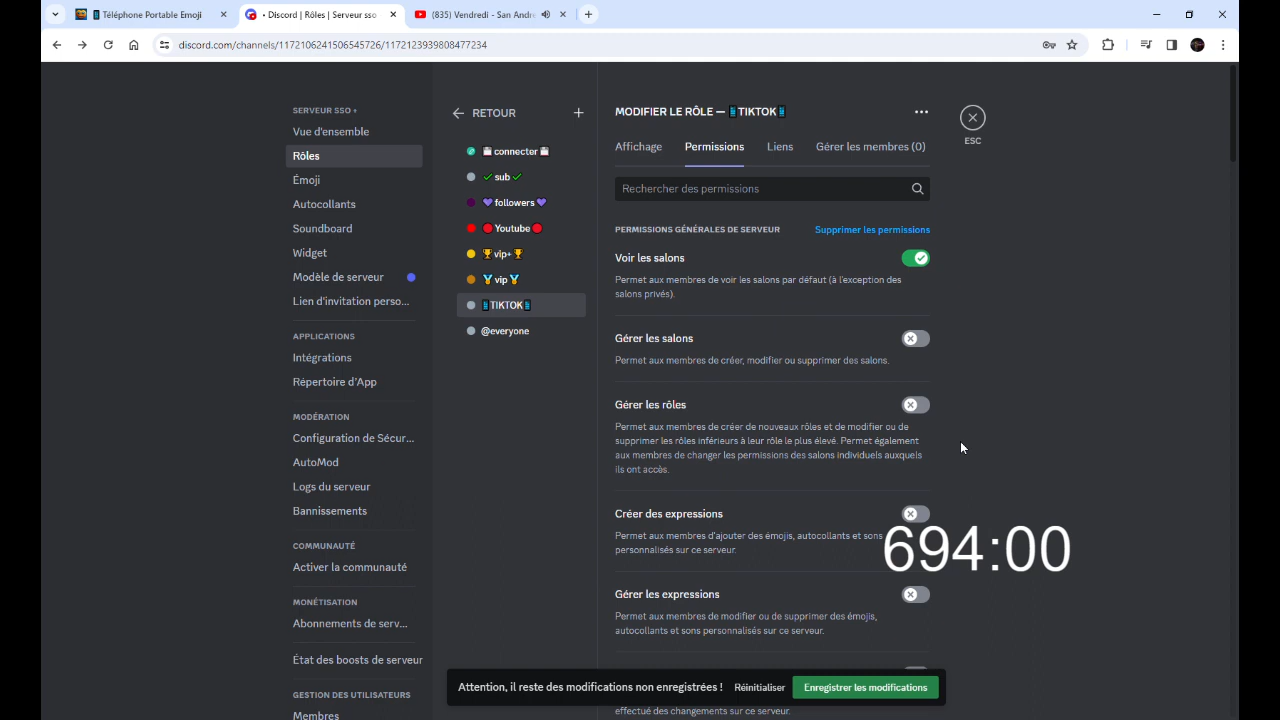 Téléphone Portable Emoji
• Discord | Rôles | Serveur sso
(835) Vendredi - San Andre
discord.com/channels/1172106241506545726/1172123939808477234
SERVEUR SSO +
Vue d'ensemble
Rôles
Émoji
Autocollants
Soundboard
Widget
Modèle de serveur
Lien d'invitation perso...
APPLICATIONS
Intégrations
Répertoire d'App
MODÉRATION
Configuration de Sécur...
AutoMod
Logs du serveur
Bannissements
COMMUNAUTÉ
Activer la communauté
MONÉTISATION
Abonnements de serv...
État des boosts de serveur
GESTION DES UTILISATEURS
Membres
RETOUR
connecter
sub
followers
Youtube
vip+
vip
TIKTOK
@everyone
MODIFIER LE RÔLE — TIKTOK
ESC
Affichage Permissions Liens Gérer les membres (0)
Rechercher des permissions
PERMISSIONS GÉNÉRALES DE SERVEUR Supprimer les permissions
Voir les salons
Permet aux membres de voir les salons par défaut (à l'exception des
salons privés).
Gérer les salons
Permet aux membres de créer, modifier ou supprimer des salons.
Gérer les rôles
Permet aux membres de créer de nouveaux rôles et de modifier ou de
supprimer les rôles inférieurs à leur rôle le plus élevé. Permet également
aux membres de changer les permissions des salons individuels auxquels
ils ont accès.
Créer des expressions
Permet aux membres d'ajouter des émojis, autocollants et sons
personnalisés sur ce serveur.
694:00
Gérer les expressions
Permet aux membres de modifier ou de supprimer des émojis,
autocollants et sons personnalisés sur ce serveur.
Attention, il reste des modifications non enregistrées ! Réinitialiser Enregistrer les modifications
effectué des changements sur ce serveur.